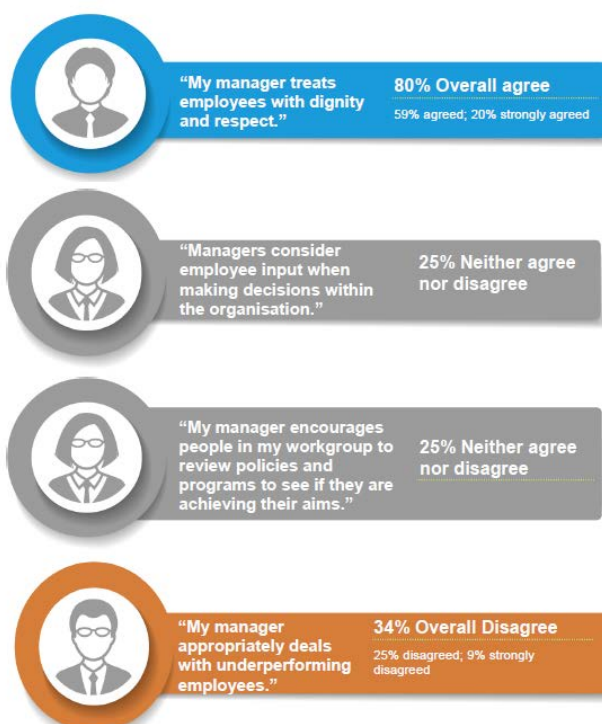 “My manager treats
employees with dignity
and respect.”
80% Overall agree
59% agreed; 20% strongly agreed
“Managers consider
employee input when
making decisions within
the organisation.”
25% Neither agree
nor disagree
“My manager encourages
people in my workgroup to
review policies and
programs to see if they are
achieving their aims.”
25% Neither agree
nor disagree
“My manager
appropriately deals
with underperforming
employees.”
34% Overall Disagree
25% disagreed; 9% strongly
disagreed